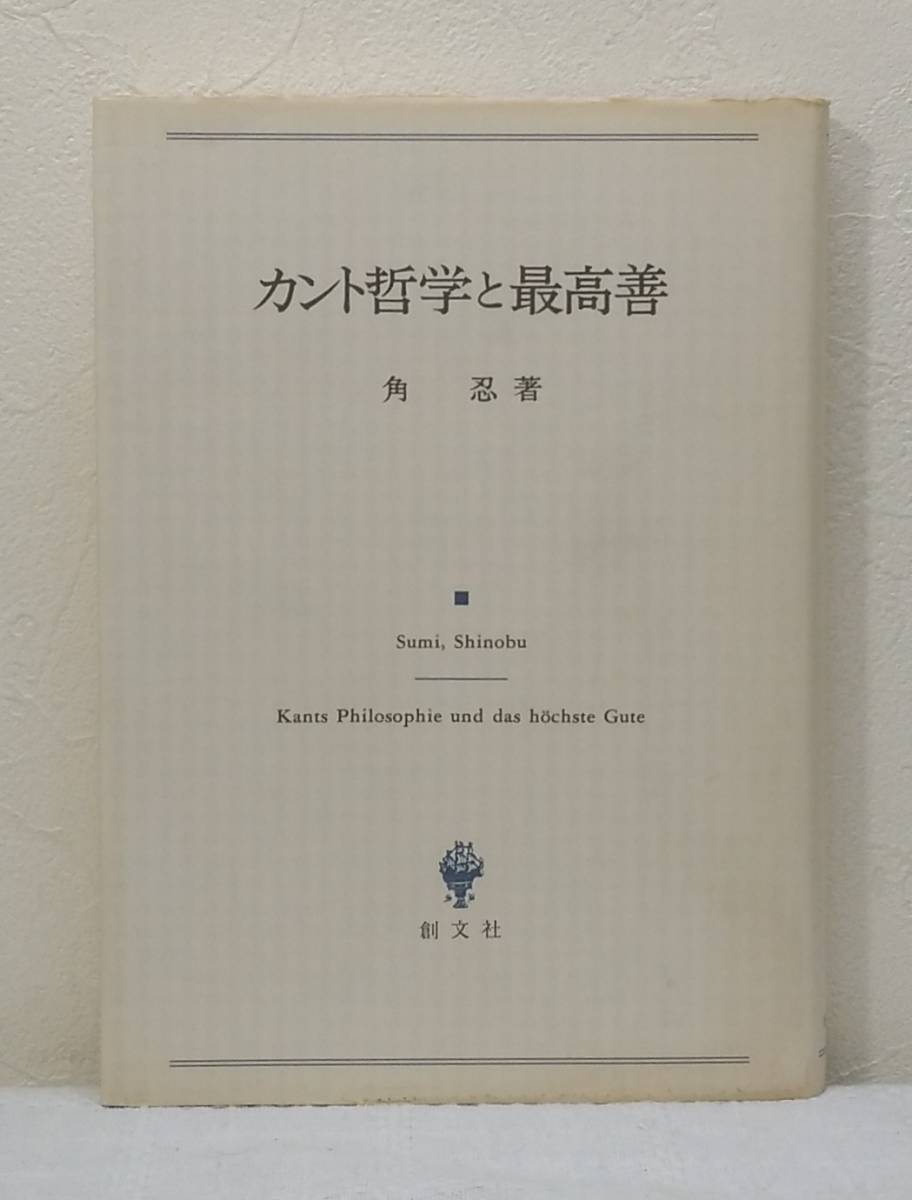 カント哲学と最高善
角 忍 著
Sumi, Shinobu
Kants Philosophie und das höchste Gute
創文社